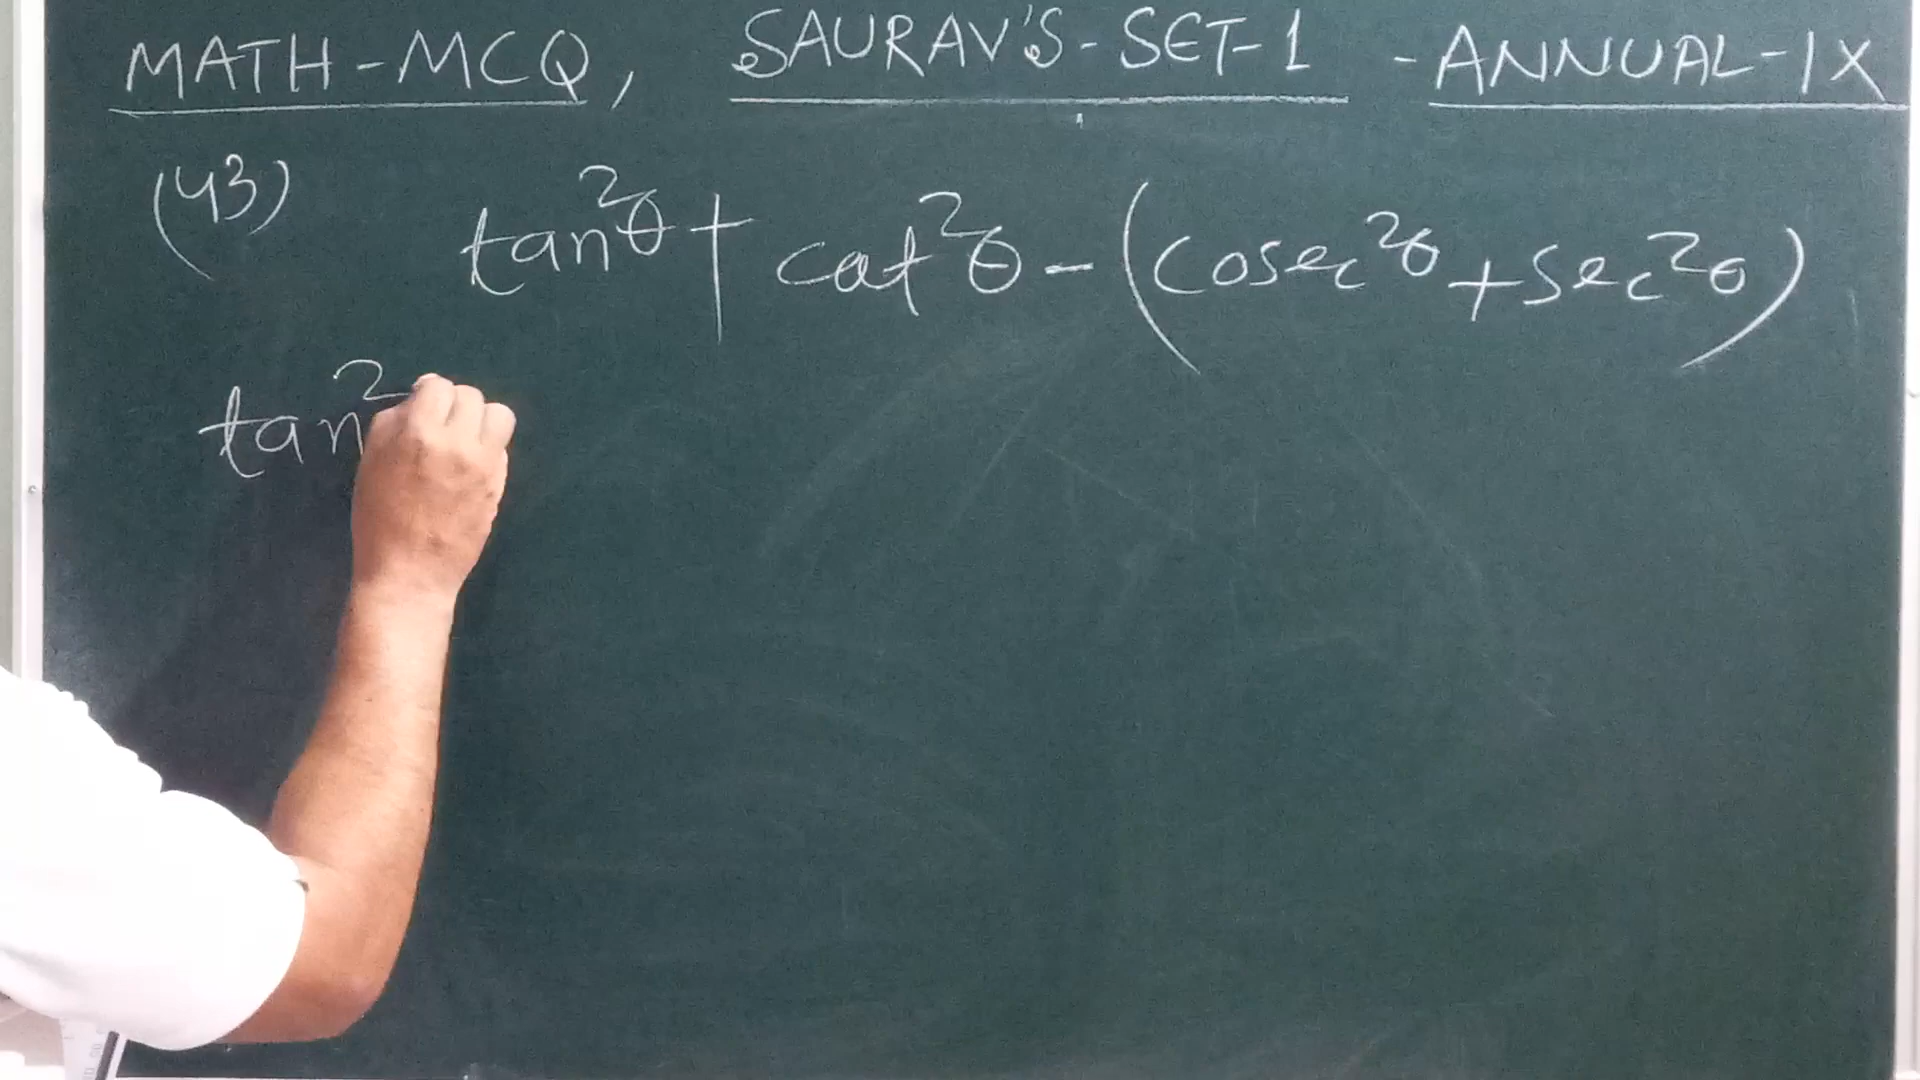 MATH-MCQ, SAURAV'S-SET-1 -ANNUAL-IX
(43) tan²θ + cot²θ - (cosec²θ + sec²θ)
tan²